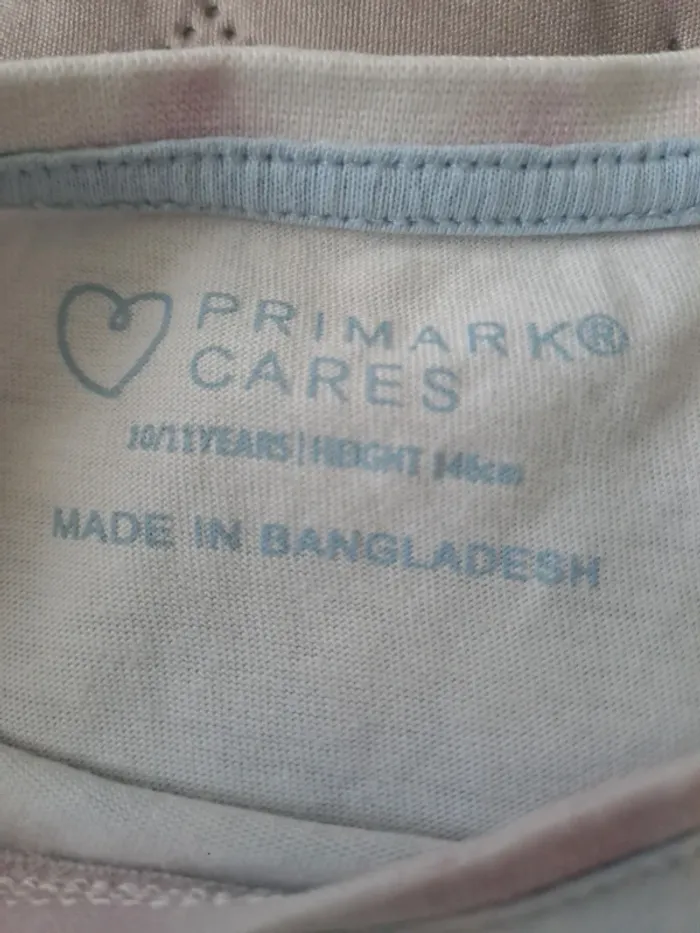 PRIMARK®
CARES
10/11YEARS | HEIGHT 146cm
MADE IN BANGLADESH